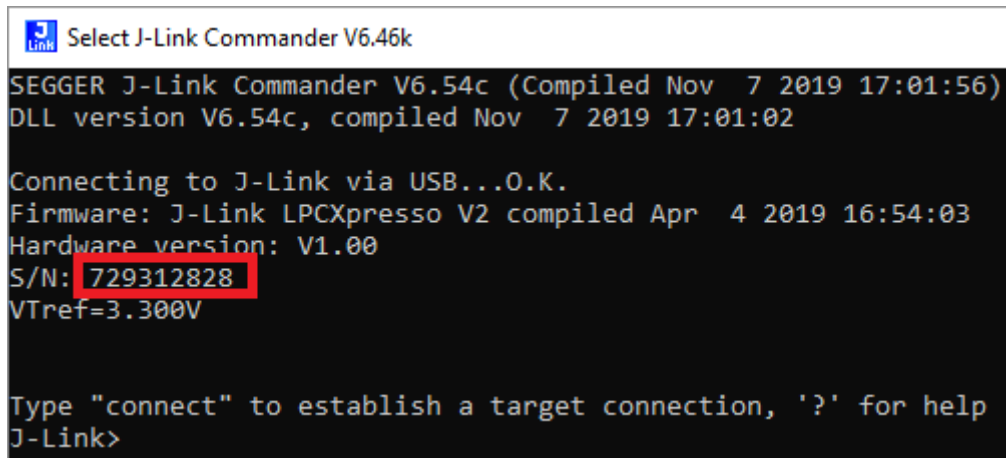 J Link Select J-Link Commander V6.46k
SEGGER J-Link Commander V6.54c (Compiled Nov  7 2019 17:01:56)
DLL version V6.54c, compiled Nov  7 2019 17:01:02
Connecting to J-Link via USB...O.K.
Firmware: J-Link LPCXpresso V2 compiled Apr  4 2019 16:54:03
Hardware version: V1.00
S/N: 729312828
VTref=3.300V
Type "connect" to establish a target connection, '?' for help
J-Link>